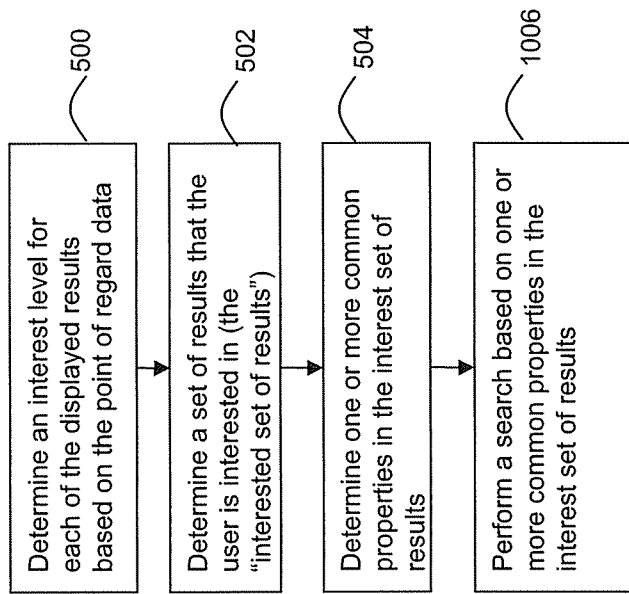 Determine an interest level for
each of the displayed results
based on the point of regard data
500
Determine a set of results that the
user is interested in (the
“interested set of results”)
502
Determine one or more common
properties in the interest set of
results
504
Perform a search based on one or
more common properties in the
interest set of results
1006